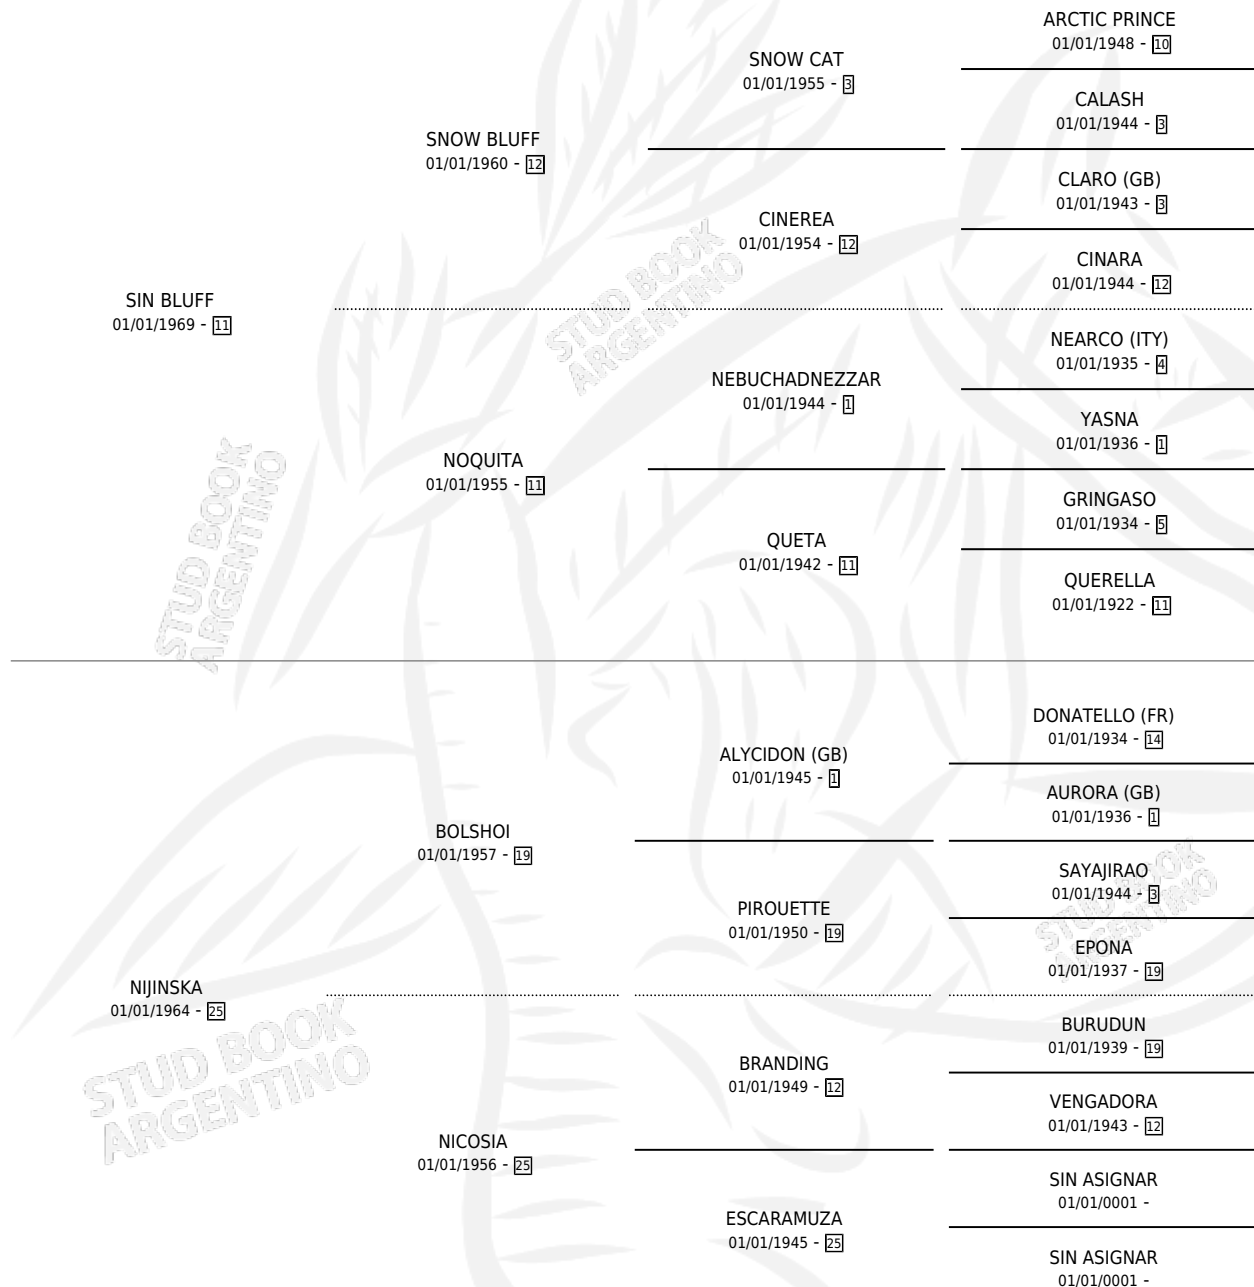 ARCTIC PRINCE
01/01/1948 - 10
SNOW CAT
01/01/1955 - 3
CALASH
01/01/1944 - 3
SNOW BLUFF
01/01/1960 - 12
CLARO (GB)
01/01/1943 - 3
CINEREA
01/01/1954 - 12
CINARA
01/01/1944 - 12
SIN BLUFF
01/01/1969 - 11
STUD BOOK
ARGENTINO
NEARCO (ITY)
01/01/1935 - 4
NEBUCHADNEZZAR
01/01/1944 - 1
YASNA
01/01/1936 - 1
NOQUITA
01/01/1955 - 11
GRINGASO
01/01/1934 - 5
QUETA
01/01/1942 - 11
QUERELLA
01/01/1922 - 11
STUD BOOK
ARGENTINO
DONATELLO (FR)
01/01/1934 - 14
ALYCIDON (GB)
01/01/1945 - 1
AURORA (GB)
01/01/1936 - 1
BOLSHOI
01/01/1957 - 19
SAYAJIRAO
01/01/1944 - 3
PIROUETTE
01/01/1950 - 19
EPONA
01/01/1937 - 19
STUD BOOK
ARGENTINO
NIJINSKA
01/01/1964 - 25
STUD BOOK
ARGENTINO
BURUDUN
01/01/1939 - 19
BRANDING
01/01/1949 - 12
VENGADORA
01/01/1943 - 12
NICOSIA
01/01/1956 - 25
SIN ASIGNAR
01/01/0001 -
ESCARAMUZA
01/01/1945 - 25
SIN ASIGNAR
01/01/0001 -